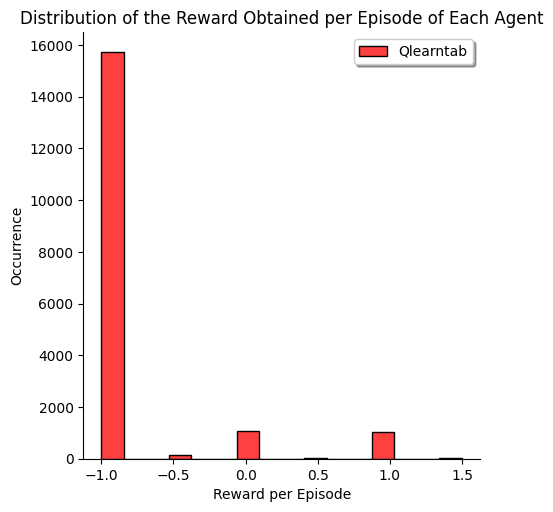 Distribution of the Reward Obtained per Episode of Each Agent
Qlearntab
16000
14000
12000
10000
8000
6000
4000
2000
0
Occurrence
−1.0 −0.5 0.0 0.5 1.0 1.5
Reward per Episode